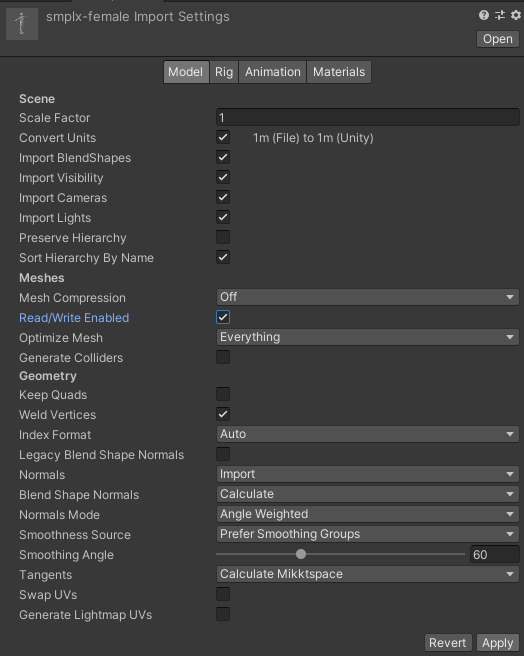 smplx-female Import Settings
Open
Model Rig Animation Materials
Scene
Scale Factor 1
Convert Units 1m (File) to 1m (Unity)
Import BlendShapes
Import Visibility
Import Cameras
Import Lights
Preserve Hierarchy
Sort Hierarchy By Name
Meshes
Mesh Compression Off
Read/Write Enabled
Optimize Mesh Everything
Generate Colliders
Geometry
Keep Quads
Weld Vertices
Index Format Auto
Legacy Blend Shape Normals
Normals Import
Blend Shape Normals Calculate
Normals Mode Angle Weighted
Smoothness Source Prefer Smoothing Groups
Smoothing Angle 60
Tangents Calculate Mikktspace
Swap UVs
Generate Lightmap UVs
Revert Apply